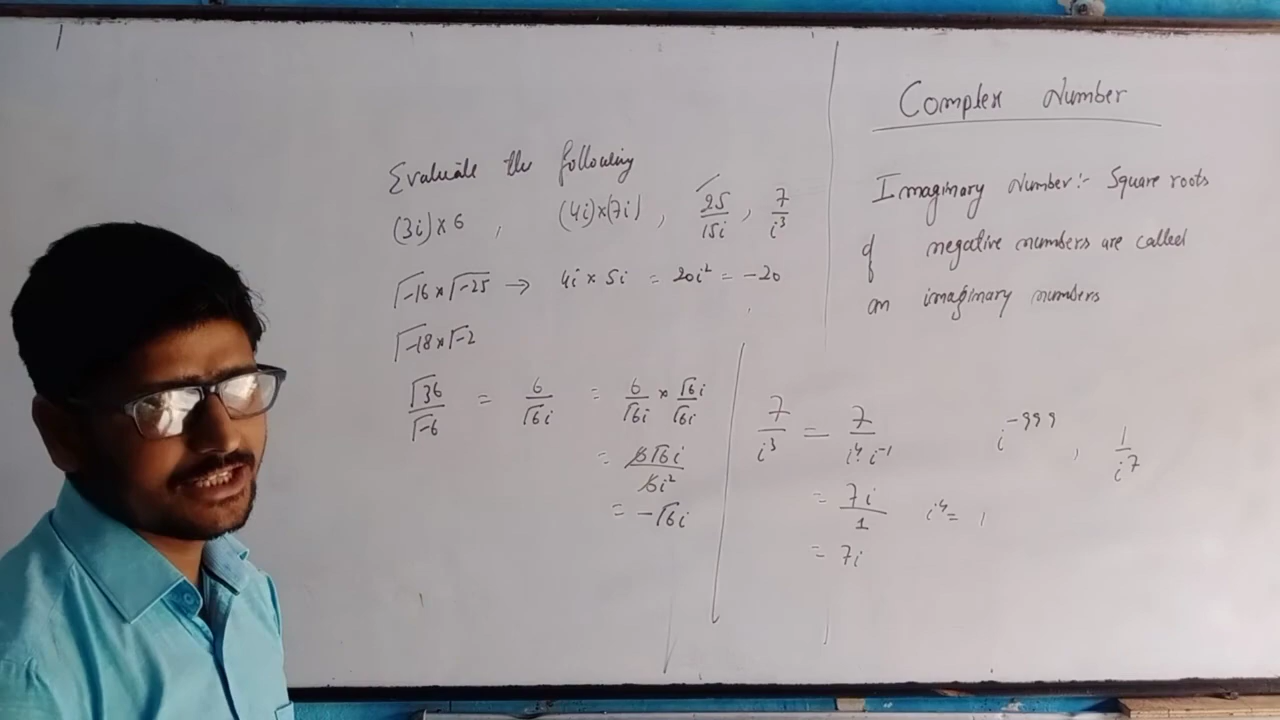 Evaluate the following
(3i)×6 , (4i)×(7i) , 25/15i , 7/i³
√-16 × √-25 → 4i × 5i = 20i² = -20
√-18 × √-2
√36/√-6 = 6/√6i = 6/√6i × √6i/√6i
= 6√6i/6i²
= -√6i
Complex Number
Imaginary Number:- Square roots
of negative numbers are called
an imaginary numbers
7/i³ = 7/i⁴·i⁻¹
= 7i/1 i⁴= 1
= 7i
i⁻⁹⁹⁹ , 1/i⁷